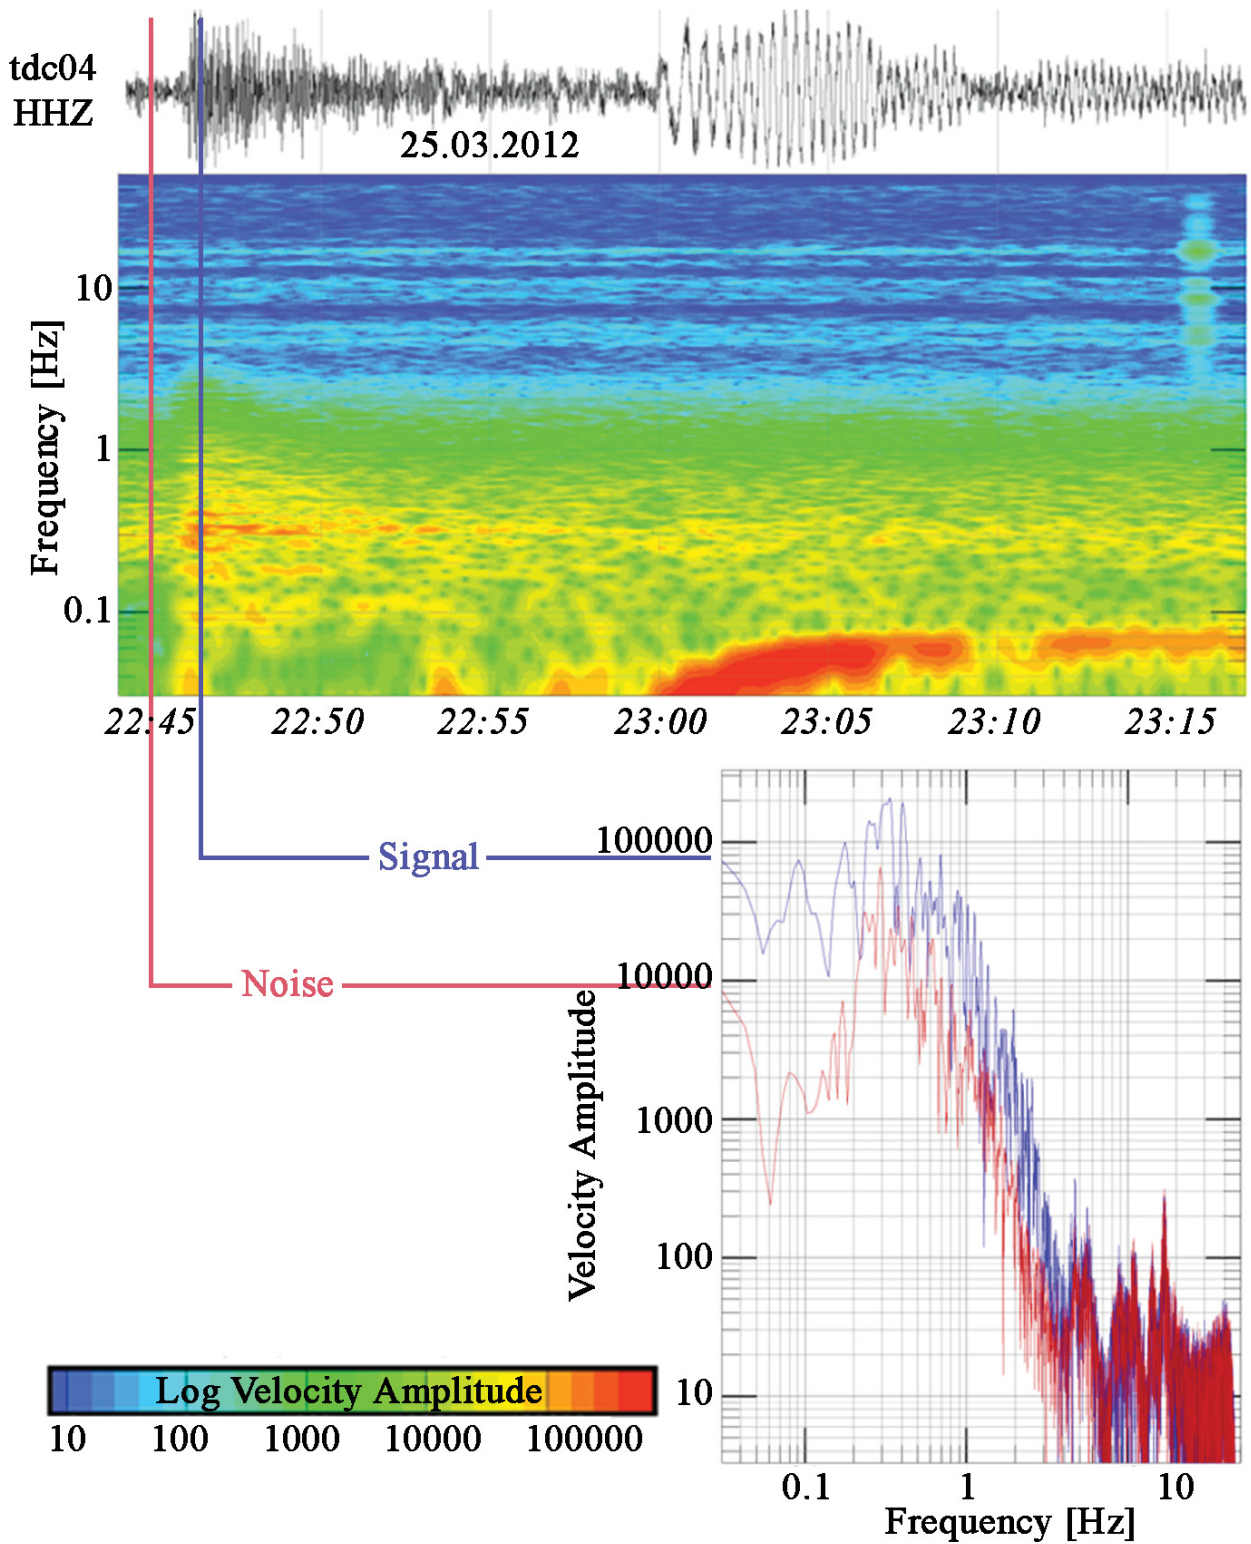 tdc04
HHZ
25.03.2012
Frequency [Hz]
10
1
0.1
22:45 22:50 22:55 23:00 23:05 23:10 23:15
Signal
Noise
Velocity Amplitude
100000
10000
1000
100
10
0.1 1 10
Frequency [Hz]
Log Velocity Amplitude
10 100 1000 10000 100000